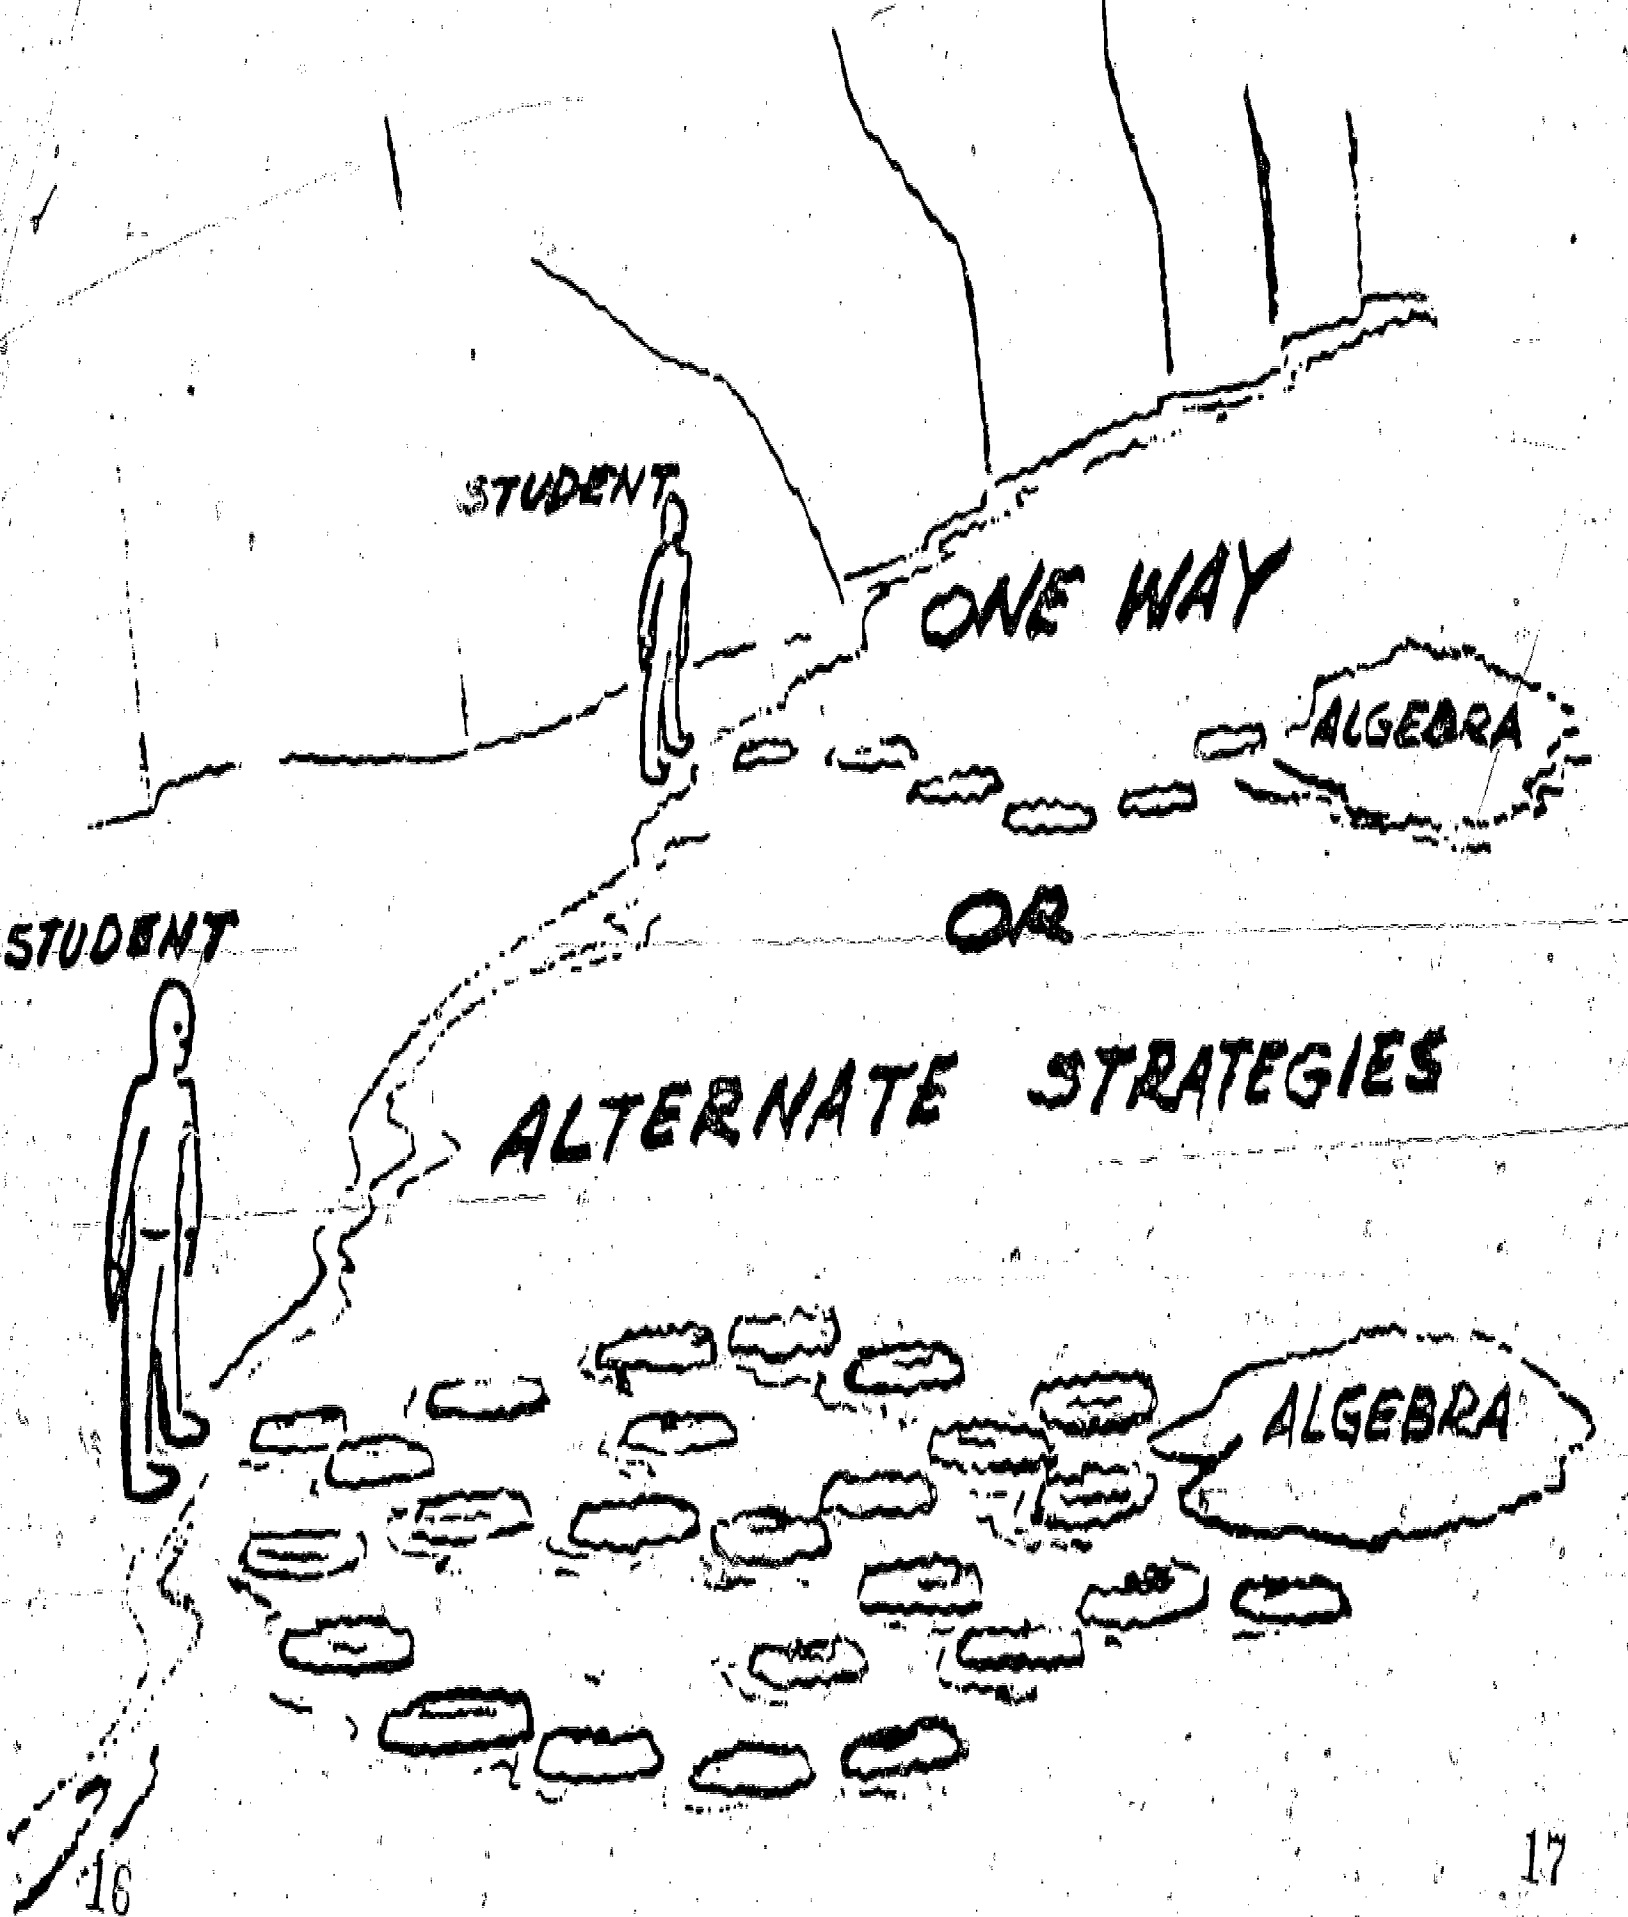 STUDENT
ONE WAY
ALGEBRA
OR
STUDENT
ALTERNATE STRATEGIES
ALGEBRA
16
17